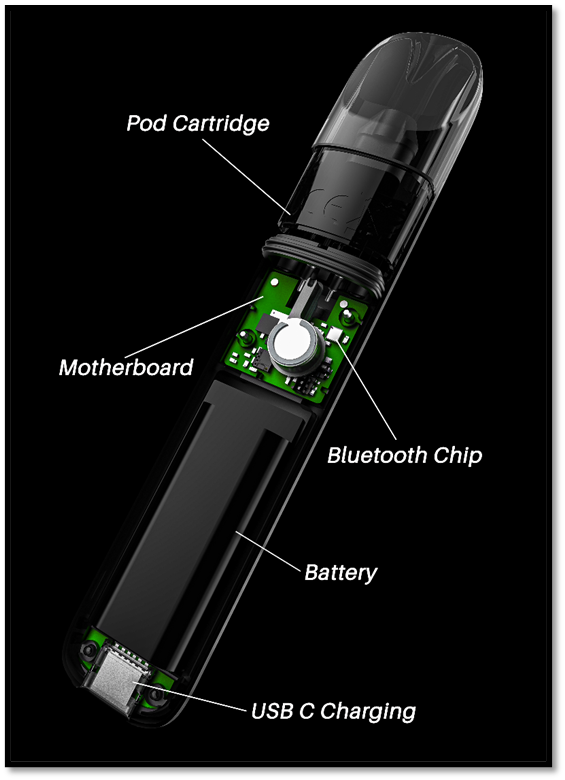 Pod Cartridge
Motherboard
Bluetooth Chip
Battery
USB C Charging